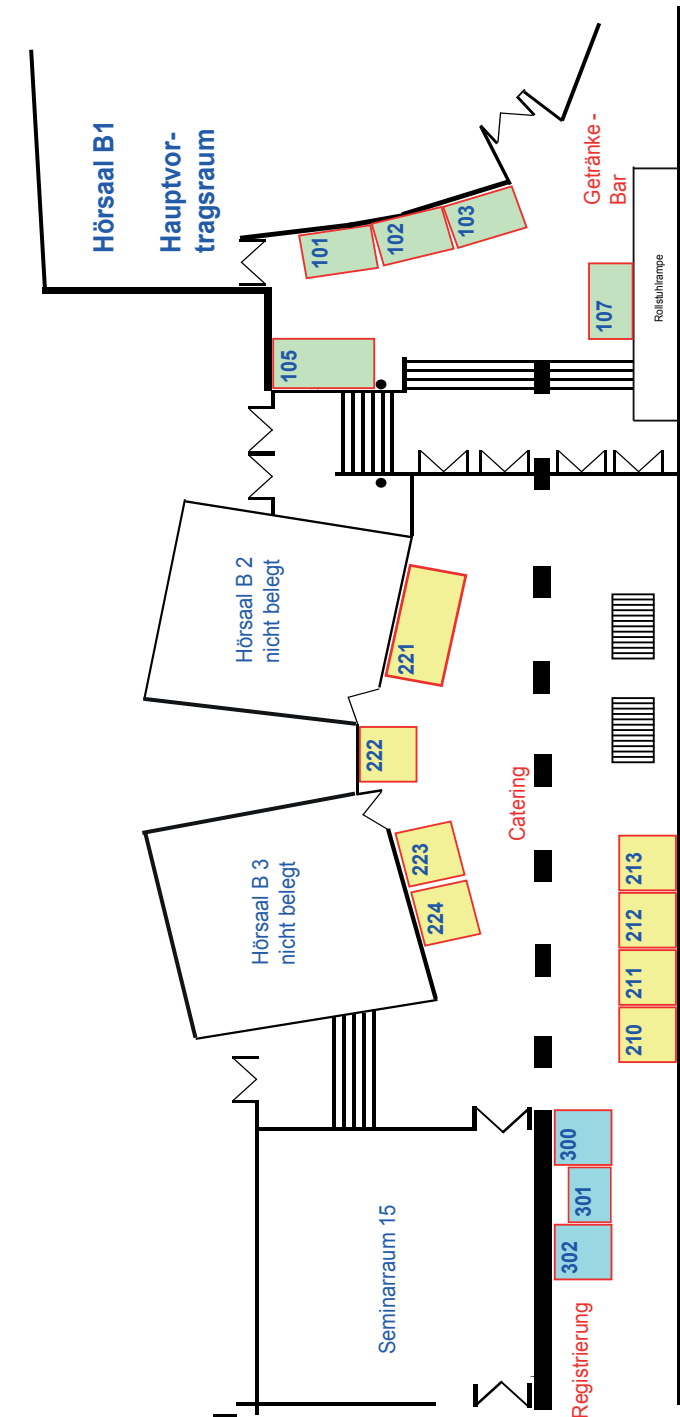 Hörsaal B1
Hauptvor-
tragsraum
101
102
103
105
107
Getränke -
Bar
Rollstuhlrampe
Hörsaal B 2
nicht belegt
221
222
Hörsaal B 3
nicht belegt
223
224
Catering
213
212
211
210
Seminarraum 15
300
301
302
Registrierung